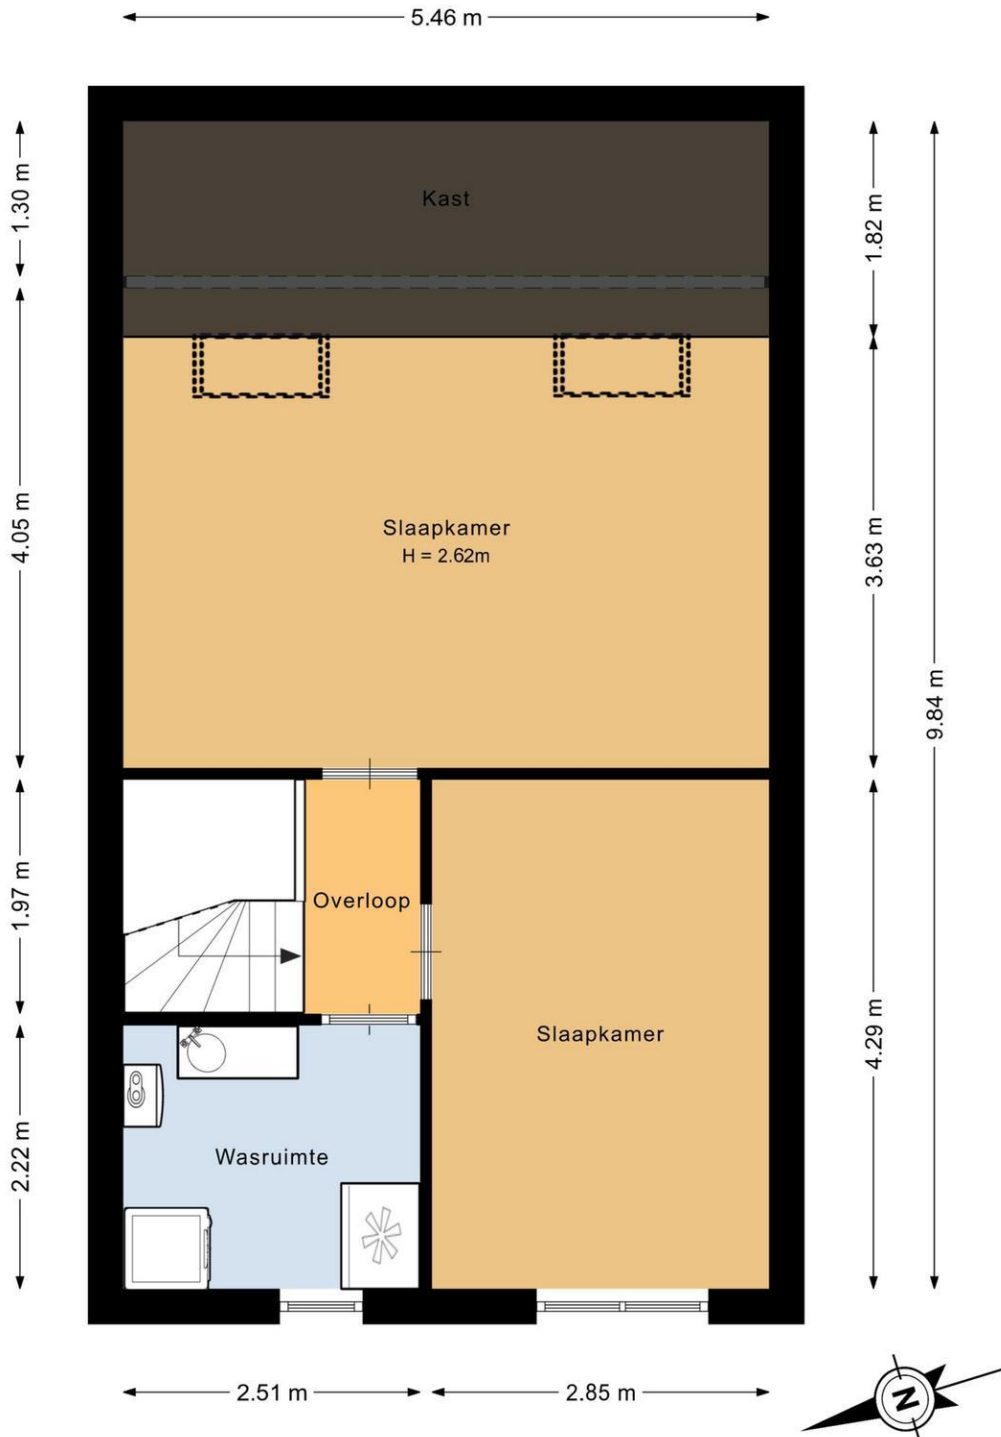 5.46 m
1.30 m
1.82 m
Kast
4.05 m
Slaapkamer
H = 2.62m
3.63 m
9.84 m
1.97 m
Overloop
4.29 m
Slaapkamer
2.22 m
Wasruimte
2.51 m
2.85 m
N